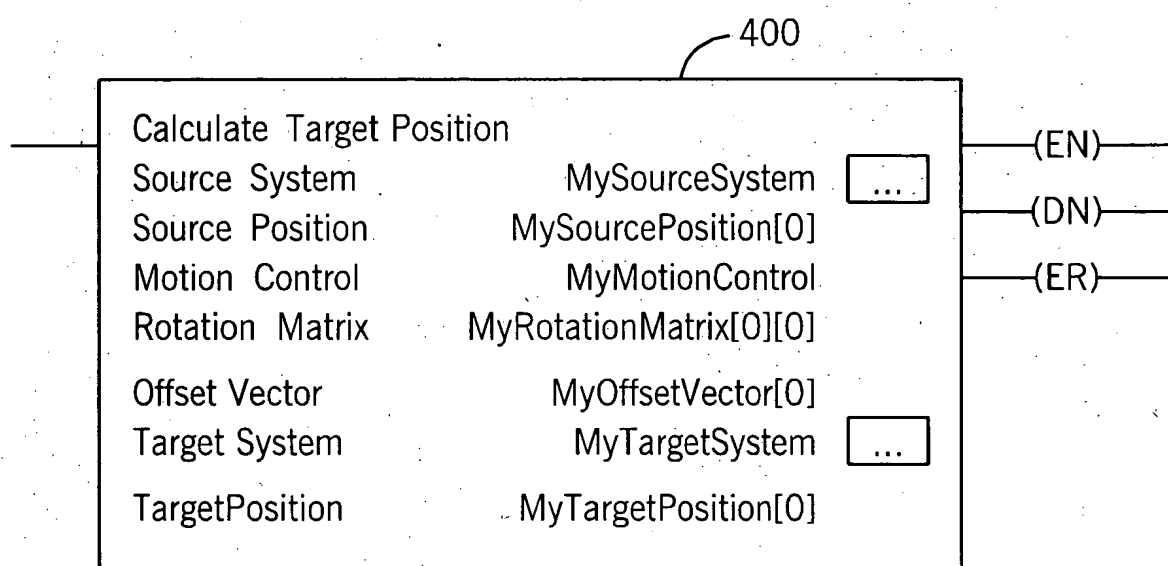 400
Calculate Target Position
(EN)
Source System MySourceSystem ...
(DN)
Source Position MySourcePosition[0]
Motion Control MyMotionControl
(ER)
Rotation Matrix MyRotationMatrix[0][0]
Offset Vector MyOffsetVector[0]
Target System MyTargetSystem ...
TargetPosition MyTargetPosition[0]